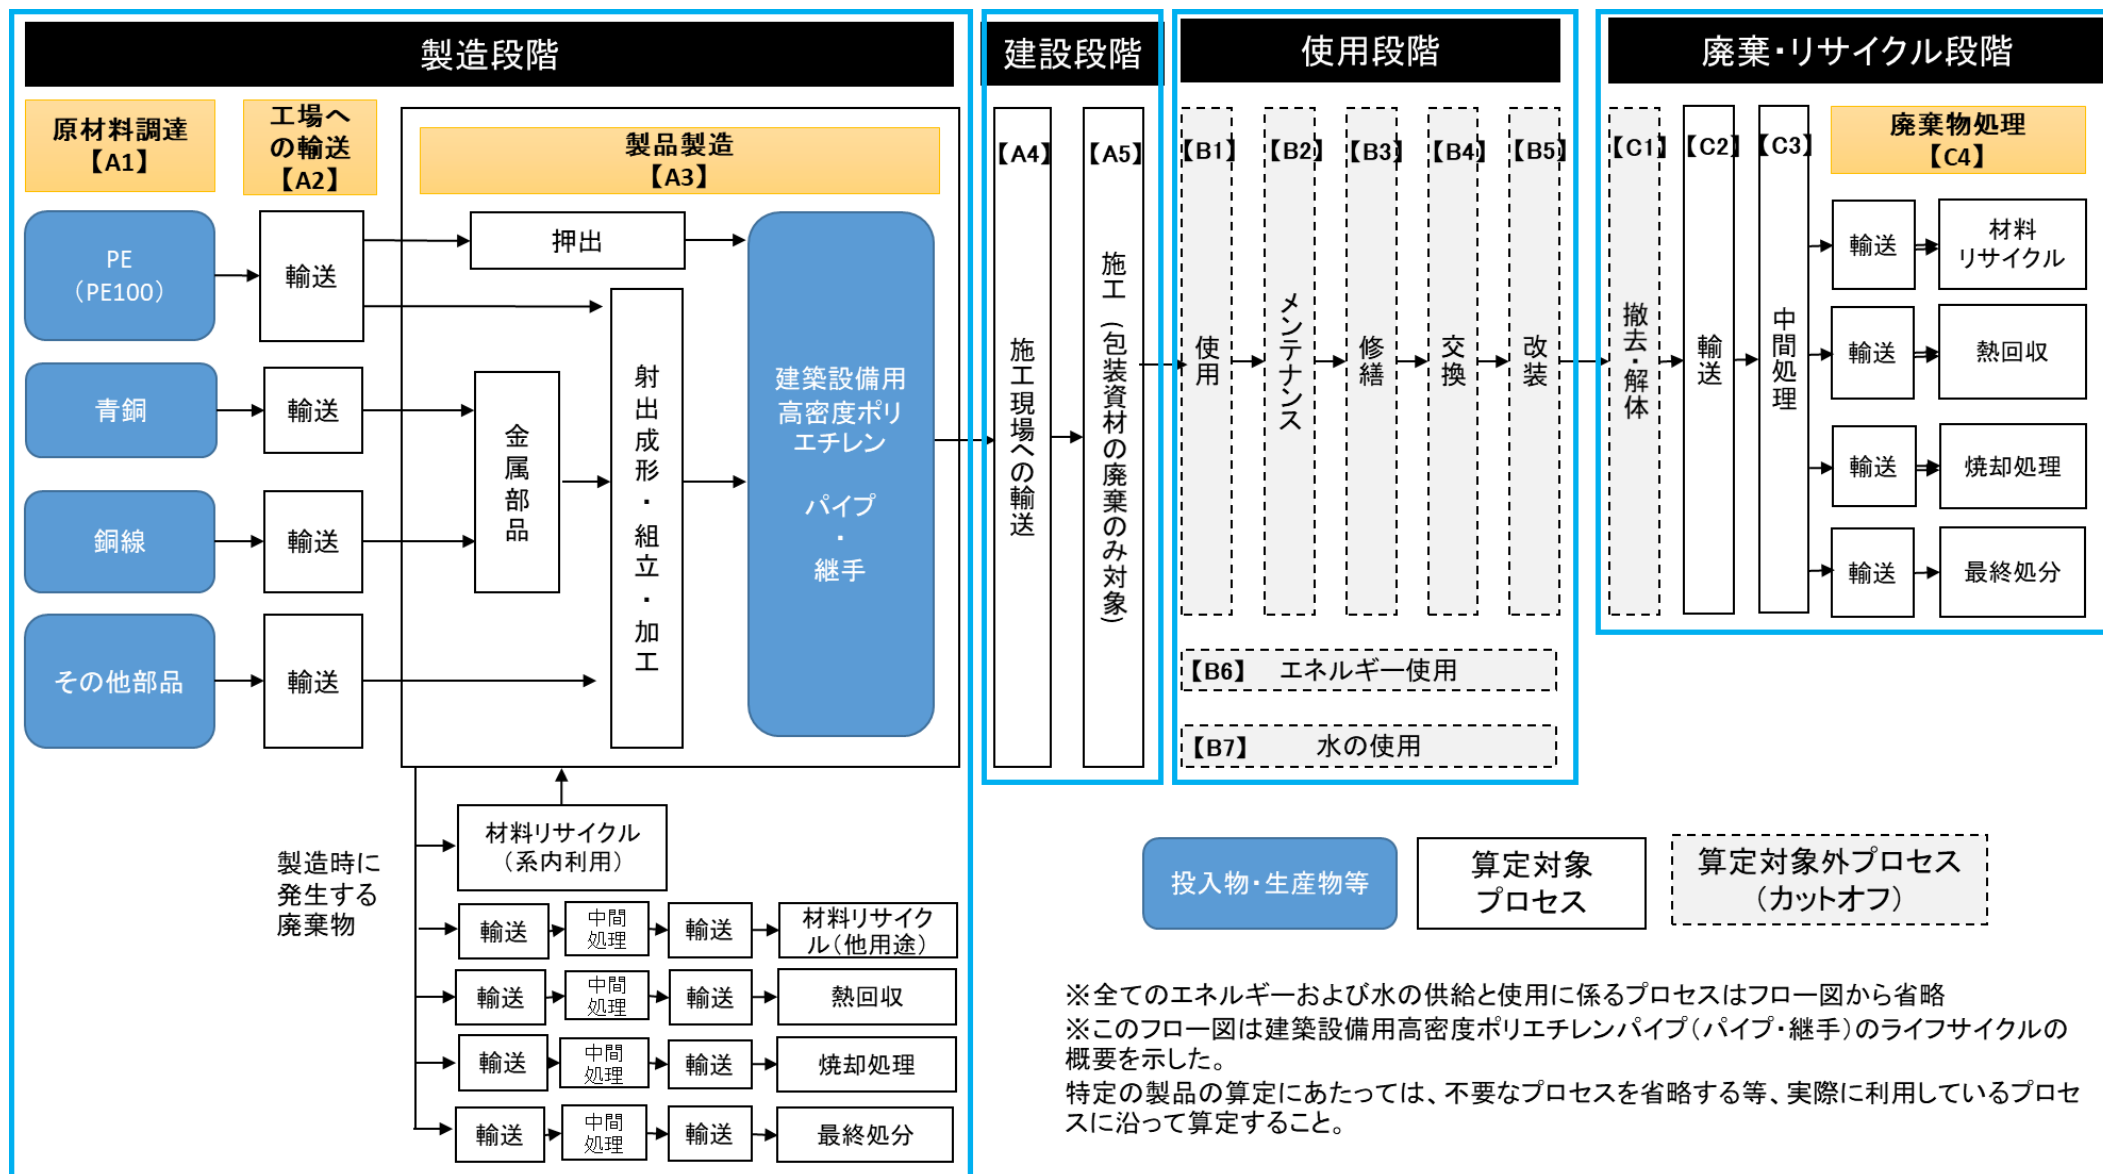 製造段階
建設段階
使用段階
廃棄・リサイクル段階
原材料調達
【A1】
工場へ
の輸送
【A2】
製品製造
【A3】
PE
（PE100）
輸送
押出
青銅
輸送
銅線
輸送
その他部品
輸送
金属部品
射出成形・組立・加工
建築設備用
高密度ポリ
エチレン
パイプ
・
継手
【A4】
施工現場への輸送
【A5】
施工（包装資材の廃棄のみ対象）
【B1】
使用
【B2】
メンテナンス
【B3】
修繕
【B4】
交換
【B5】
改装
【B6】 エネルギー使用
【B7】 水の使用
【C1】
撤去・解体
【C2】
輸送
【C3】
中間処理
廃棄物処理
【C4】
輸送
材料
リサイクル
輸送
熱回収
輸送
焼却処理
輸送
最終処分
製造時に
発生する
廃棄物
材料リサイクル
（系内利用）
輸送
中間
処理
輸送
材料リサイク
ル（他用途）
輸送
中間
処理
輸送
熱回収
輸送
中間
処理
輸送
焼却処理
輸送
中間
処理
輸送
最終処分
投入物・生産物等
算定対象
プロセス
算定対象外プロセス
（カットオフ）
※全てのエネルギーおよび水の供給と使用に係るプロセスはフロー図から省略
※このフロー図は建築設備用高密度ポリエチレンパイプ（パイプ・継手）のライフサイクルの
概要を示した。
特定の製品の算定にあたっては、不要なプロセスを省略する等、実際に利用しているプロセ
スに沿って算定すること。